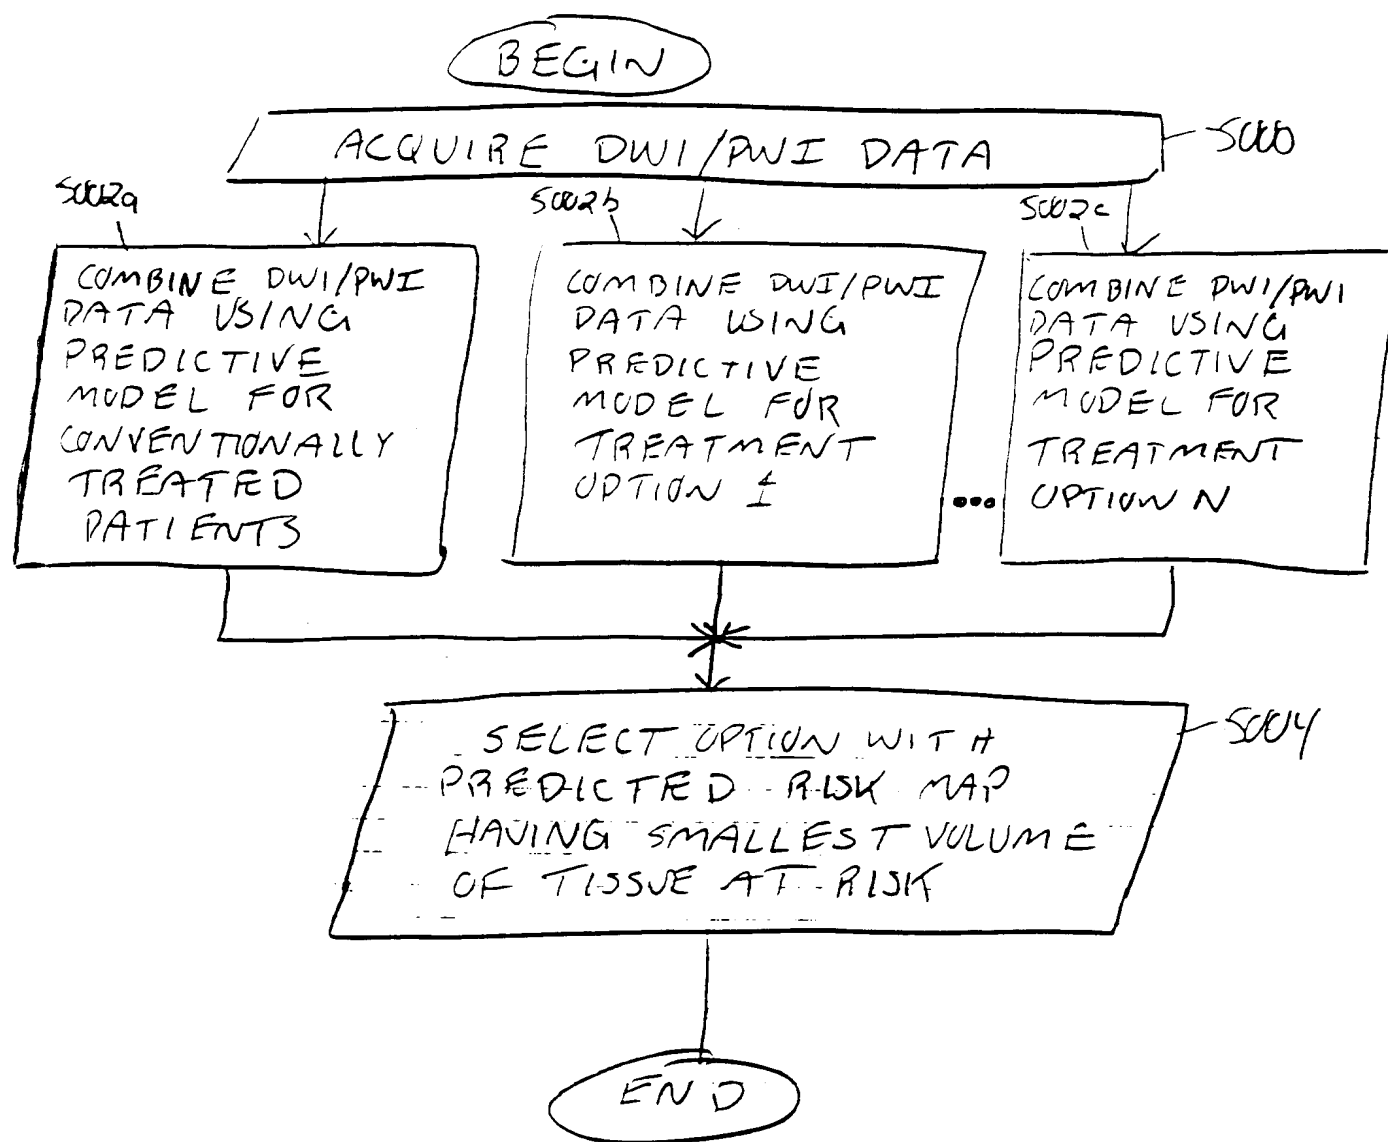 BEGIN
ACQUIRE DWI/PWI DATA
5000
5002a
COMBINE DWI/PWI
DATA USING
PREDICTIVE
MODEL FOR
CONVENTIONALLY
TREATED
PATIENTS
5002b
COMBINE DWI/PWI
DATA USING
PREDICTIVE
MODEL FOR
TREATMENT
OPTION 1
...
5002c
COMBINE DWI/PWI
DATA USING
PREDICTIVE
MODEL FOR
TREATMENT
OPTION N
SELECT OPTION WITH
PREDICTED RISK MAP
HAVING SMALLEST VOLUME
OF TISSUE AT RISK
5004
END